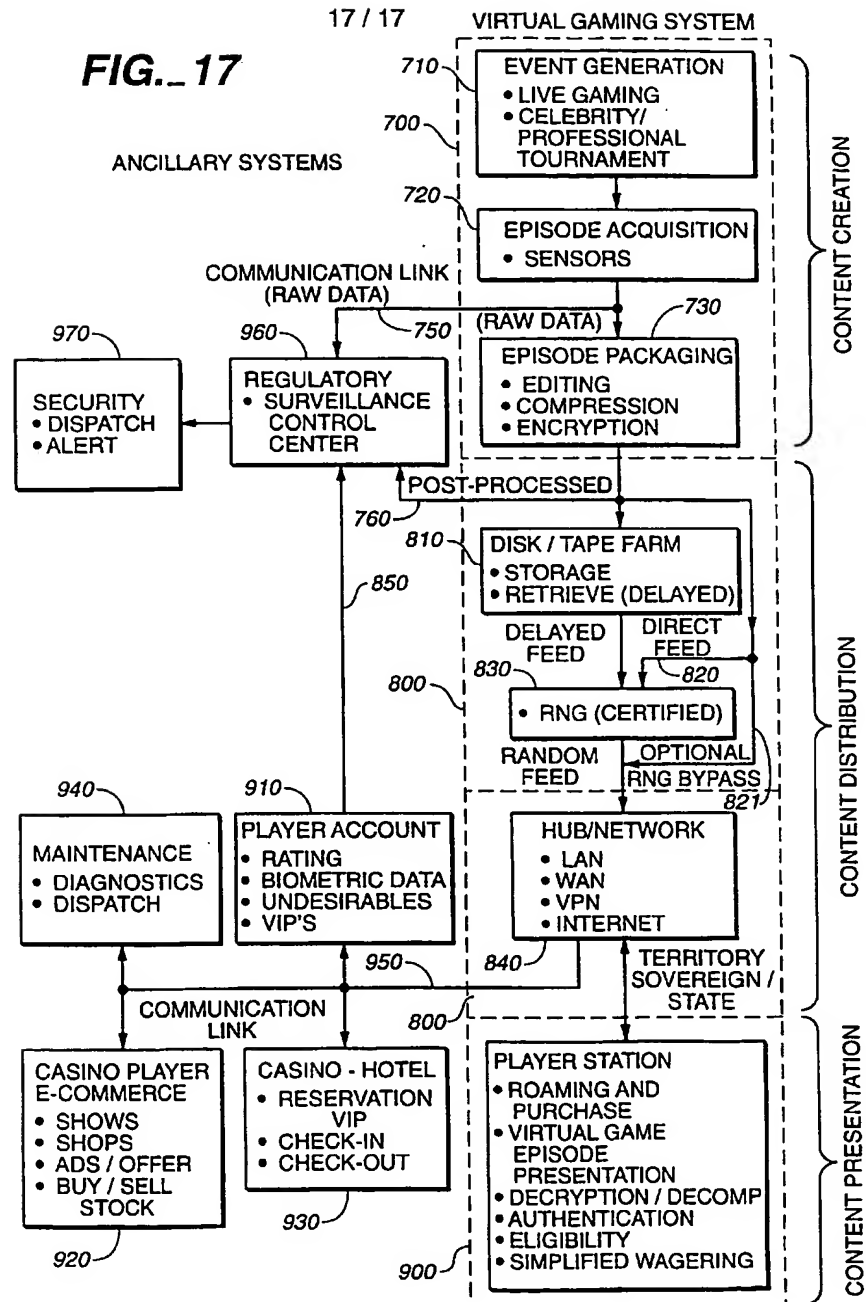 17 / 17
VIRTUAL GAMING SYSTEM
FIG._ 17
ANCILLARY SYSTEMS
710
700
EVENT GENERATION
• LIVE GAMING
• CELEBRITY/
PROFESSIONAL
TOURNAMENT
720
EPISODE ACQUISITION
• SENSORS
CONTENT CREATION
COMMUNICATION LINK
(RAW DATA)
750
(RAW DATA)
730
EPISODE PACKAGING
• EDITING
• COMPRESSION
• ENCRYPTION
970
SECURITY
• DISPATCH
• ALERT
960
REGULATORY
• SURVEILLANCE
CONTROL
CENTER
POST-PROCESSED
760
810
DISK / TAPE FARM
• STORAGE
• RETRIEVE (DELAYED)
850
DELAYED
FEED
DIRECT
FEED
820
830
800
• RNG (CERTIFIED)
RANDOM
FEED
OPTIONAL
RNG BYPASS
821
CONTENT DISTRIBUTION
940
MAINTENANCE
• DIAGNOSTICS
• DISPATCH
910
PLAYER ACCOUNT
• RATING
• BIOMETRIC DATA
• UNDESIRABLES
• VIP'S
HUB/NETWORK
• LAN
• WAN
• VPN
• INTERNET
840
950
TERRITORY
SOVEREIGN /
STATE
COMMUNICATION
LINK
800
CASINO PLAYER
E-COMMERCE
• SHOWS
• SHOPS
• ADS / OFFER
• BUY / SELL
STOCK
920
CASINO - HOTEL
• RESERVATION
VIP
• CHECK-IN
• CHECK-OUT
930
PLAYER STATION
• ROAMING AND
PURCHASE
• VIRTUAL GAME
EPISODE
PRESENTATION
• DECRYPTION / DECOMP
• AUTHENTICATION
• ELIGIBILITY
• SIMPLIFIED WAGERING
900
CONTENT PRESENTATION